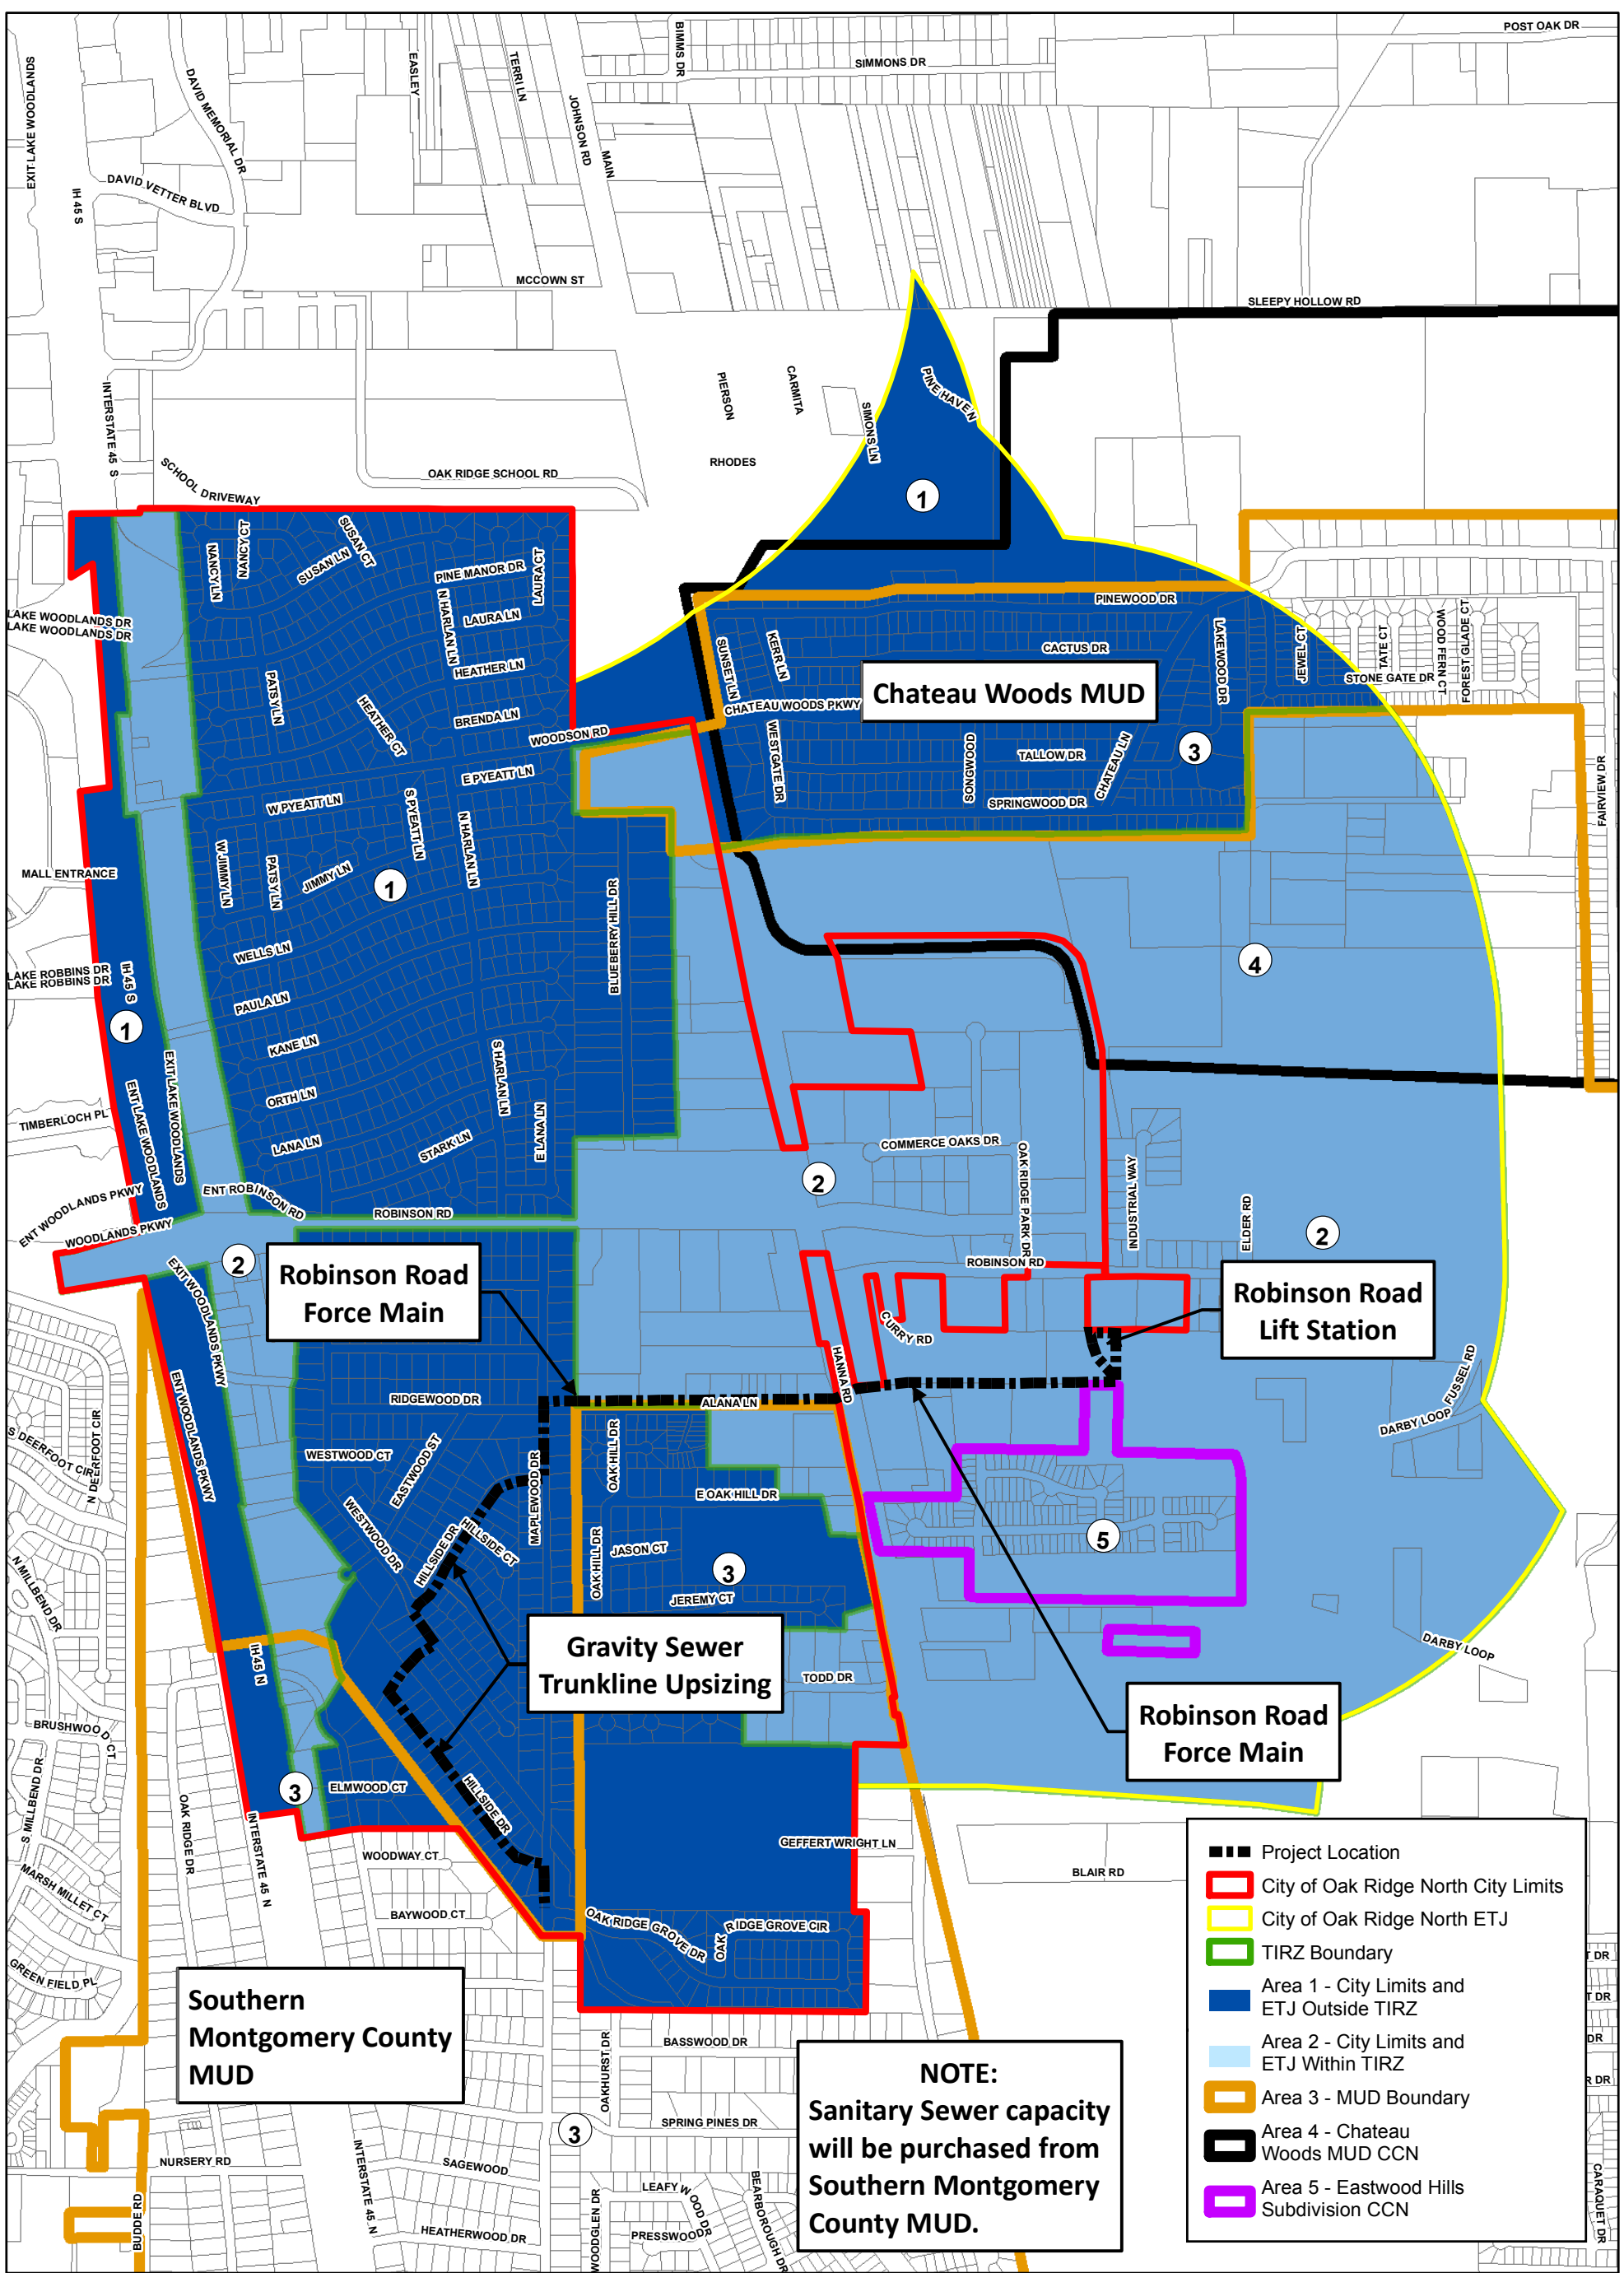 POST OAK DR
BIMMS DR
SIMMONS DR
EASLEY
TERRI LN
JOHNSON RD
MAIN
EXIT LAKE WOODLANDS
DAVID MEMORIAL DR
DAVID VETTER BLVD
IH 45 S
MCCOWN ST
SLEEPY HOLLOW RD
INTERSTATE 45 S
PIERSON
CARMITA
SIMONS LN
PINE HAVEN
RHODES
OAK RIDGE SCHOOL RD
SCHOOL DRIVEWAY
1
NANCY LN
NANCY CT
SUSAN LN
SUSAN CT
PINE MANOR DR
LAURA CT
N HARLAN LN
LAURA LN
HEATHER LN
LAKE WOODLANDS DR
LAKE WOODLANDS DR
PATSY LN
HEATHER CT
BRENDA LN
WOODSON RD
PINEWOOD DR
SUNSET LN
KERR LN
CACTUS DR
LAKEWOOD DR
JEWEL CT
TATE CT
WOOD FERN CT
FOREST GLADE CT
STONE GATE DR
Chateau Woods MUD
CHATEAU WOODS PKWY
WESTGATE DR
SONGWOOD
TALLOW DR
CHATEAU LN
3
SPRINGWOOD DR
FAIRVIEW DR
E PYEATT LN
W PYEATT LN
S PYEATT LN
N HARLAN LN
W JIMMY LN
PATSY LN
JIMMY LN
1
MALL ENTRANCE
BLUEBERRY HILL DR
WELLS LN
4
LAKE ROBBINS DR
LAKE ROBBINS DR
IH 45 S
1
PAULA LN
KANE LN
EXIT LAKE WOODLANDS
ENT LAKE WOODLANDS
S HARLAN LN
ORTH LN
TIMBERLOCH PL
LANA LN
STARK LN
E LANA LN
COMMERCE OAKS DR
OAK RIDGE PARK DR
INDUSTRIAL WAY
2
ENT WOODLANDS PKWY
ENT ROBINSON RD
ROBINSON RD
WOODLANDS PKWY
ELDER RD
2
2
ROBINSON RD
Robinson Road
Force Main
Robinson Road
Lift Station
EXIT WOODLANDS PKWY
CURRY RD
HANNA RD
FUSSEL RD
DARBY LOOP
ENT WOODLANDS PKWY
RIDGEWOOD DR
ALANA LN
S DEERFOOT CIR
N DEERFOOT CIR
WESTWOOD CT
EASTWOOD ST
MAPLEWOOD DR
OAK HILL DR
E OAK HILL DR
WESTWOOD DR
HILLSIDE DR
HILLSIDE CT
OAK HILL DR
JASON CT
3
JEREMY CT
5
N MILLBEND DR
Gravity Sewer
Trunkline Upsizing
IH 45 N
TODD DR
DARBY LOOP
Robinson Road
Force Main
BRUSHWOOD CT
S MILLBEND DR
3
ELMWOOD CT
HILLSIDE DR
OAK RIDGE DR
INTERSTATE 45 N
WOODWAY CT
GEFFERT WRIGHT LN
BLAIR RD
MARSH MILLET CT
BAYWOOD CT
OAK RIDGE GROVE DR
OAK RIDGE GROVE CIR
GREEN FIELD PL
Southern
Montgomery County
MUD
OAKHURST DR
BASSWOOD DR
3
SPRING PINES DR
NURSERY RD
INTERSTATE 45 N
SAGEWOOD
LEAFY WOOD DR
BEARBOROUGH DR
BUDDE RD
HEATHERWOOD DR
WOODGLEN DR
PRESSWOOD
NOTE:
Sanitary Sewer capacity
will be purchased from
Southern Montgomery
County MUD.
Project Location
City of Oak Ridge North City Limits
City of Oak Ridge North ETJ
TIRZ Boundary
Area 1 - City Limits and
ETJ Outside TIRZ
Area 2 - City Limits and
ETJ Within TIRZ
Area 3 - MUD Boundary
Area 4 - Chateau
Woods MUD CCN
Area 5 - Eastwood Hills
Subdivision CCN
T DR
T DR
DR
R DR
CARAQUET DR